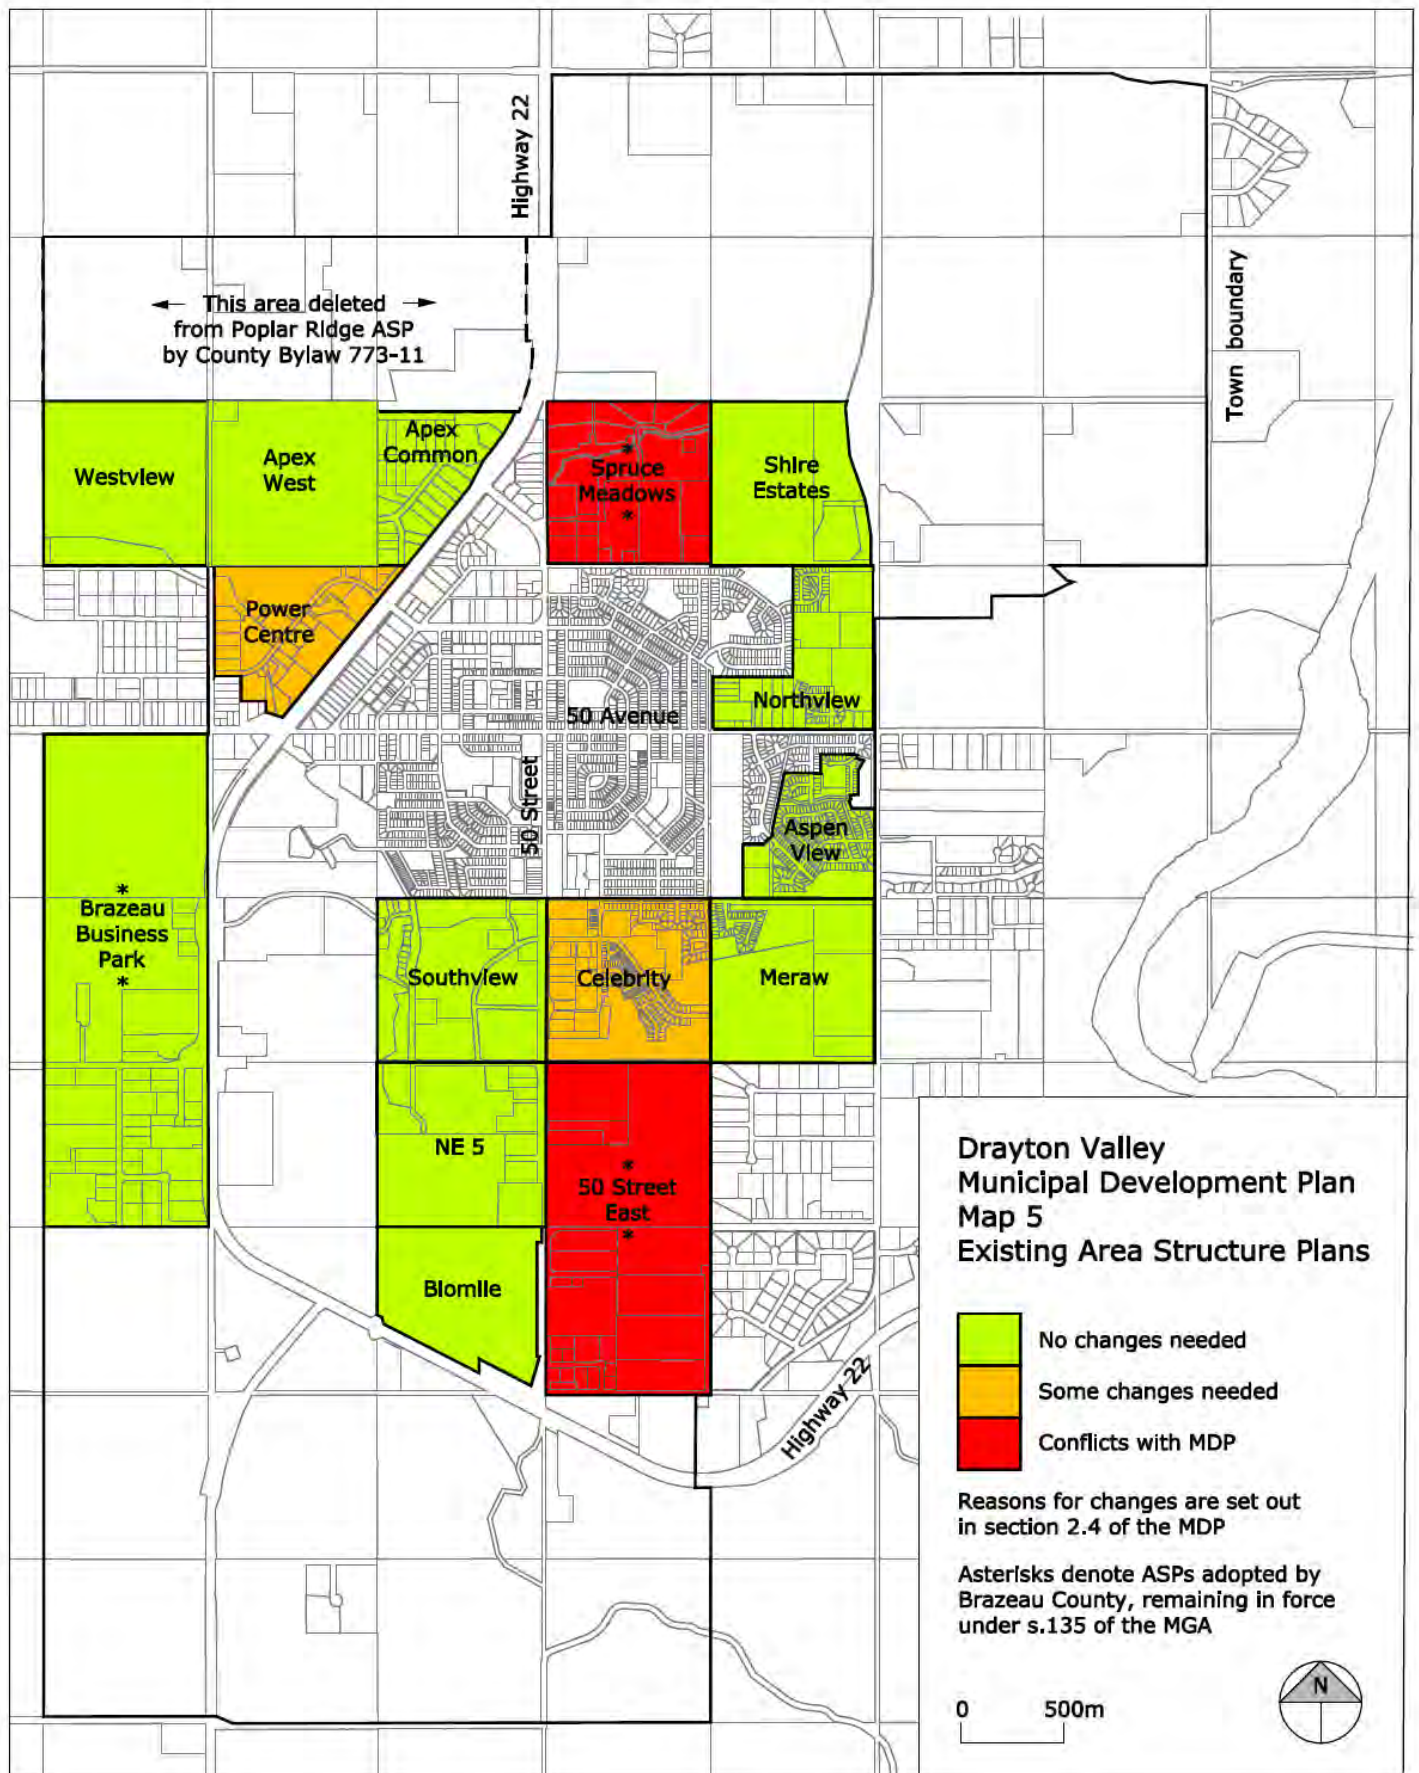 Highway 22
Town boundary
← This area deleted →
from Poplar Ridge ASP
by County Bylaw 773-11
Westview
Apex
West
Apex
Common
*
Spruce
Meadows
*
Shire
Estates
Power
Centre
Northview
50 Avenue
50 Street
Aspen
View
*
Brazeau
Business
Park
*
Southview
Celebrity
Meraw
NE 5
*
50 Street
East
*
Biomile
Highway 22
Drayton Valley
Municipal Development Plan
Map 5
Existing Area Structure Plans
No changes needed
Some changes needed
Conflicts with MDP
Reasons for changes are set out
in section 2.4 of the MDP
Asterisks denote ASPs adopted by
Brazeau County, remaining in force
under s.135 of the MGA
0 500m
N